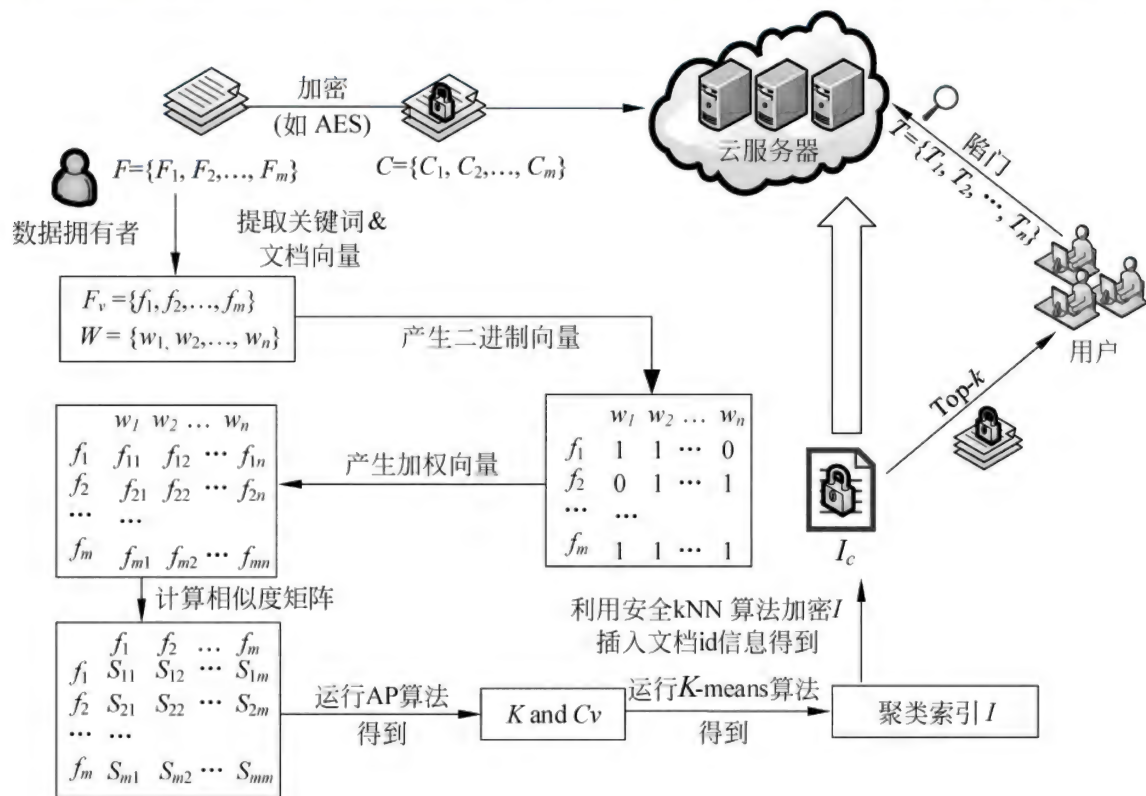 加密
(如 AES)
F={F₁, F₂,…, Fₘ}
C={C₁, C₂,…, Cₘ}
云服务器
陷门
T={T₁, T₂, …, Tₙ}
数据拥有者
提取关键词&
文档向量
Fᵥ={f₁, f₂,…, fₘ}
W = {w₁, w₂,…, wₙ}
产生二进制向量
用户
Top-k
w₁ w₂ … wₙ
f₁ 1 1 … 0
f₂ 0 1 … 1
… …
fₘ 1 1 … 1
产生加权向量
w₁ w₂ … wₙ
f₁ f₁₁ f₁₂ … f₁ₙ
f₂ f₂₁ f₂₂ … f₂ₙ
… …
fₘ fₘ₁ fₘ₂ … fₘₙ
I_c
计算相似度矩阵
利用安全kNN 算法加密I
插入文档id信息得到
f₁ f₂ … fₘ
f₁ S₁₁ S₁₂ … S₁ₘ
f₂ S₂₁ S₂₂ … S₂ₘ
… …
fₘ Sₘ₁ Sₘ₂ … Sₘₘ
运行AP算法
得到
K and Cv
运行K-means算法
得到
聚类索引 I